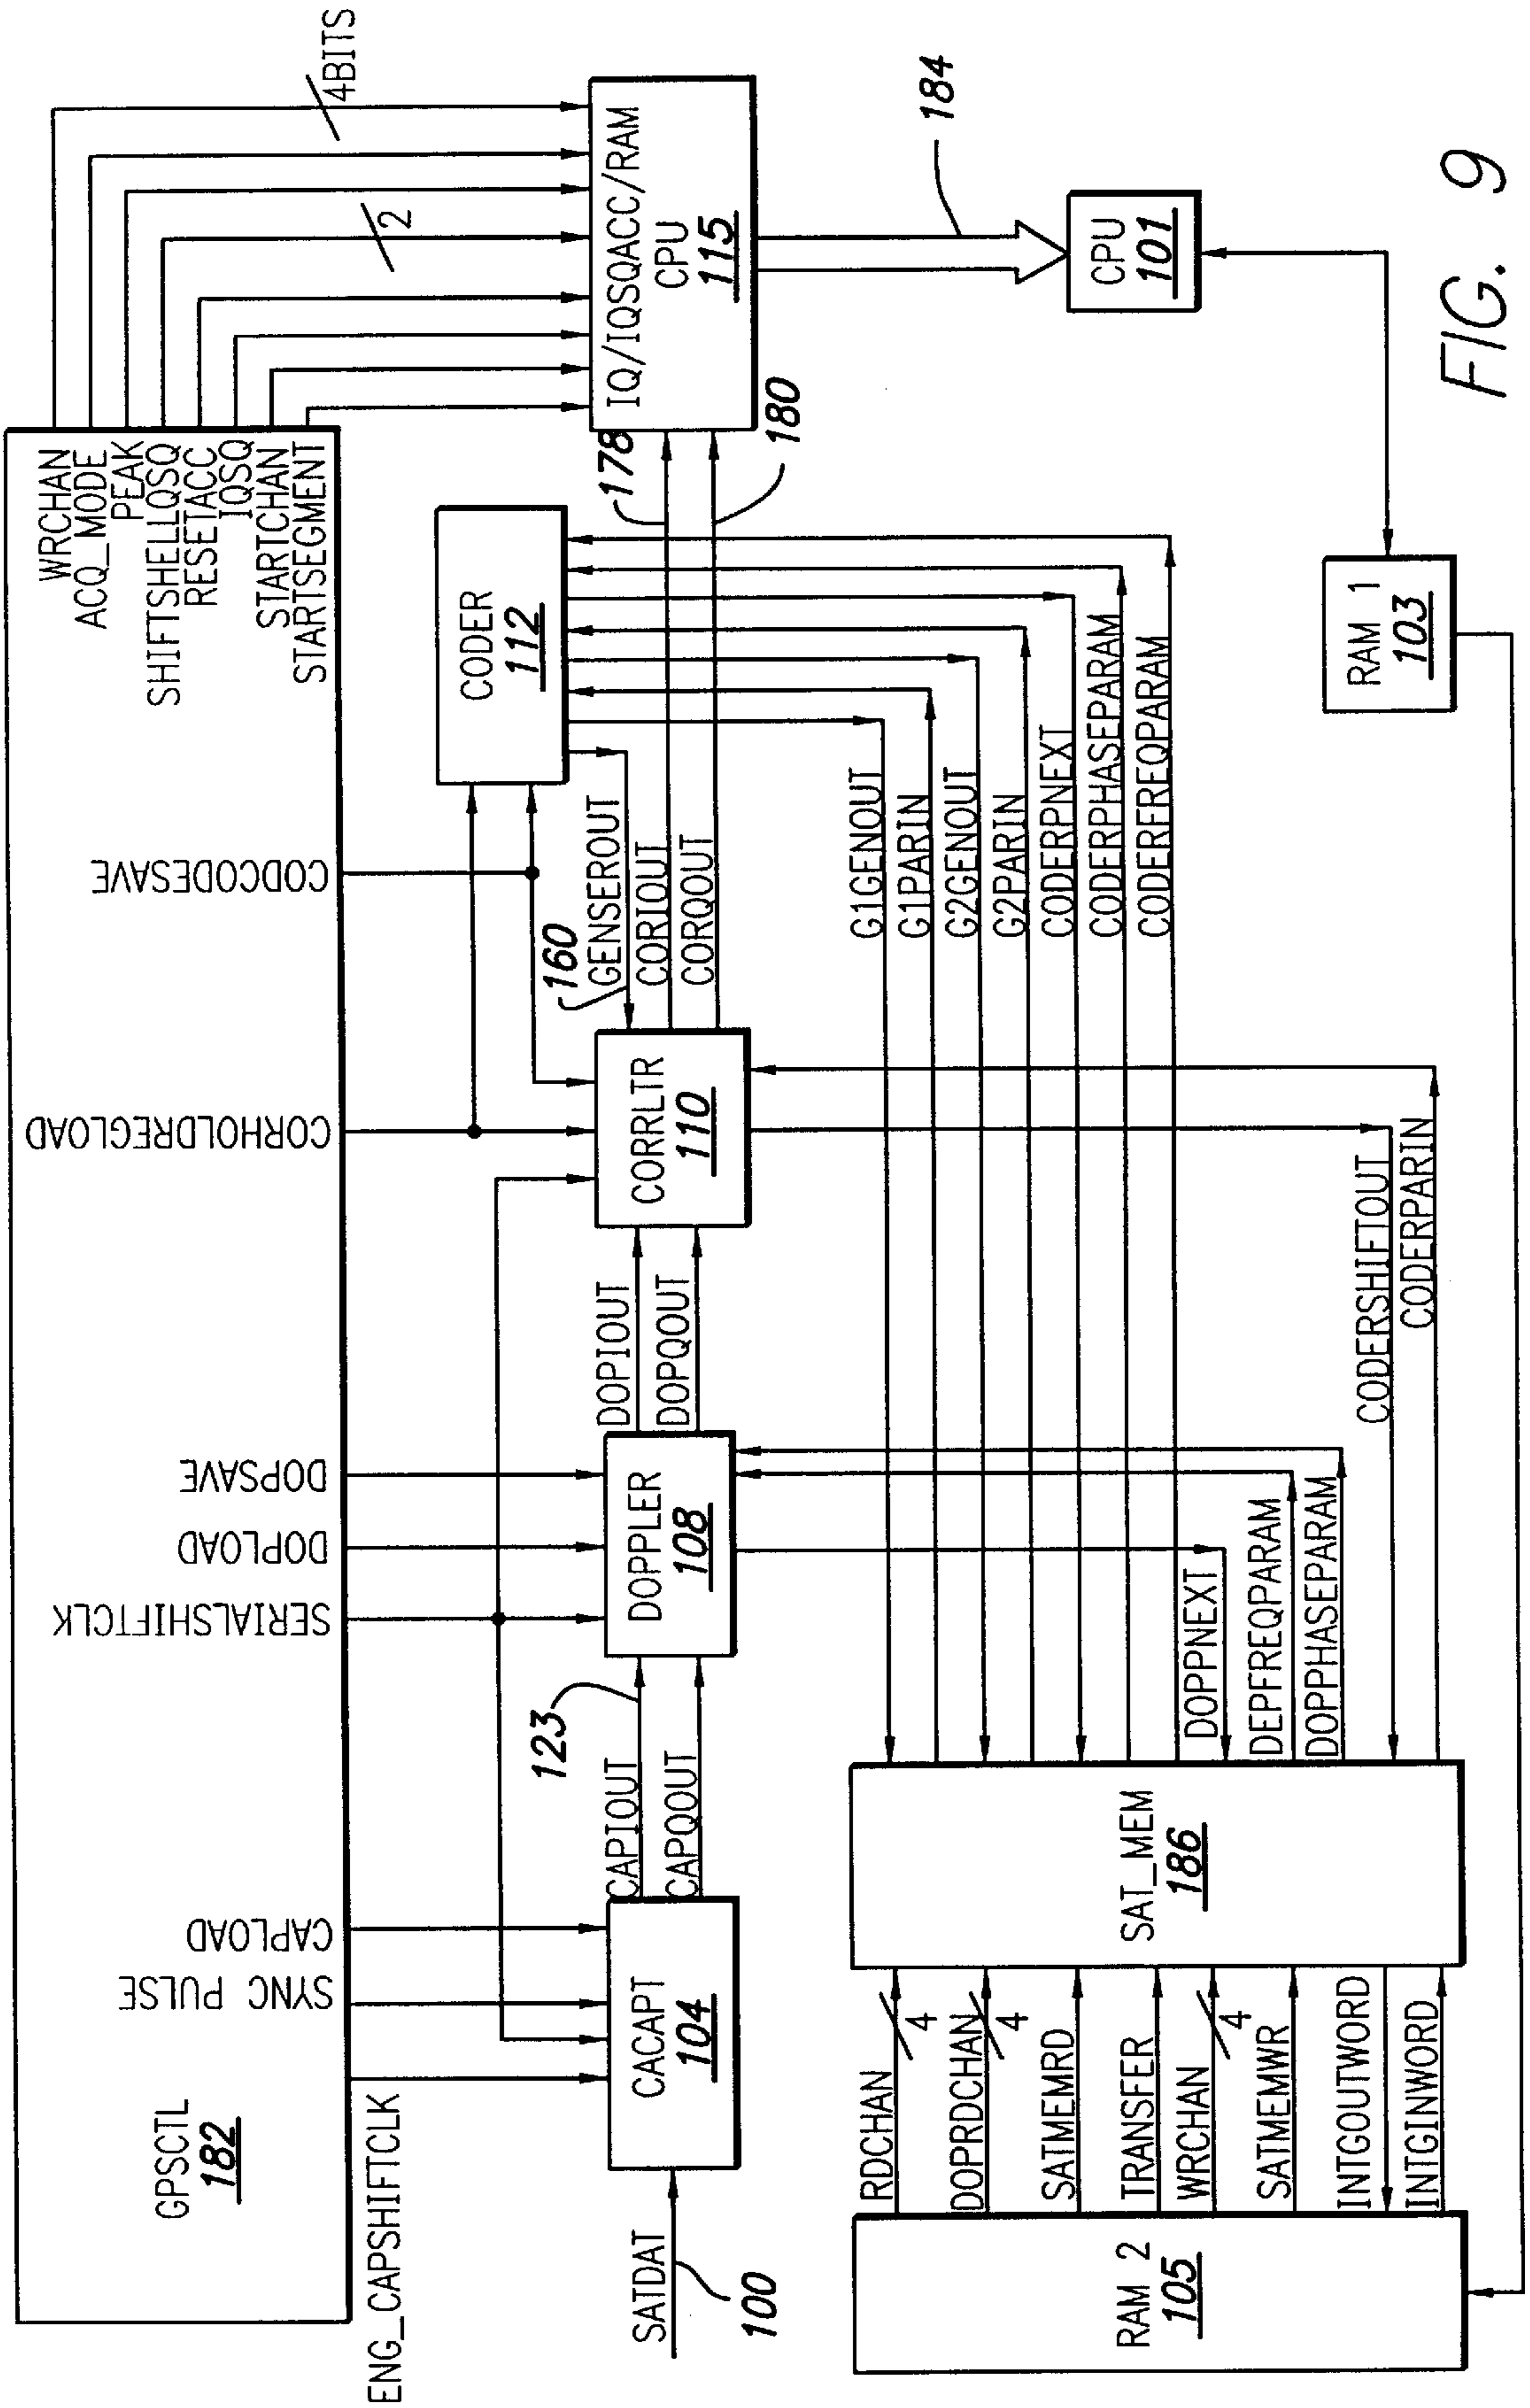 GPSCTL
182
ENG_CAPSHIFTCLK
SYNC PULSE
CAPLOAD
SERIALSHIFTCLK
DOPLOAD
DOPSAVE
CORHOLDREGLOAD
CODCODESAVE
WRCHAN
ACQ_MODE
PEAK
SHIFTSHELLQSQ
RESETACC
IQSQ
STARTCHAN
STARTSEGMENT
4BITS
2
SATDAT
100
CACAPT
104
CAPIOUT
CAPQOUT
123
DOPPLER
108
DOPIOUT
DOPQOUT
CORRLTR
110
160
GENSEROUT
CORIOUT
CORQOUT
CODER
112
178
180
IQ/IQSQACC/RAM
CPU
115
184
CPU
101
RAM 1
103
G1GENOUT
G1PARIN
G2GENOUT
G2PARIN
CODERPNEXT
CODERPHASEPARAM
CODERFREQPARAM
DOPPNEXT
DEPFREQPARAM
DOPPHASEPARAM
CODERSHIFTOUT
CODERPARIN
SAT_MEM
186
RDCHAN
4
DOPRDCHAN
4
SATMEMRD
TRANSFER
WRCHAN
4
SATMEMWR
INTGOUTWORD
INTGINWORD
RAM 2
105
FIG. 9